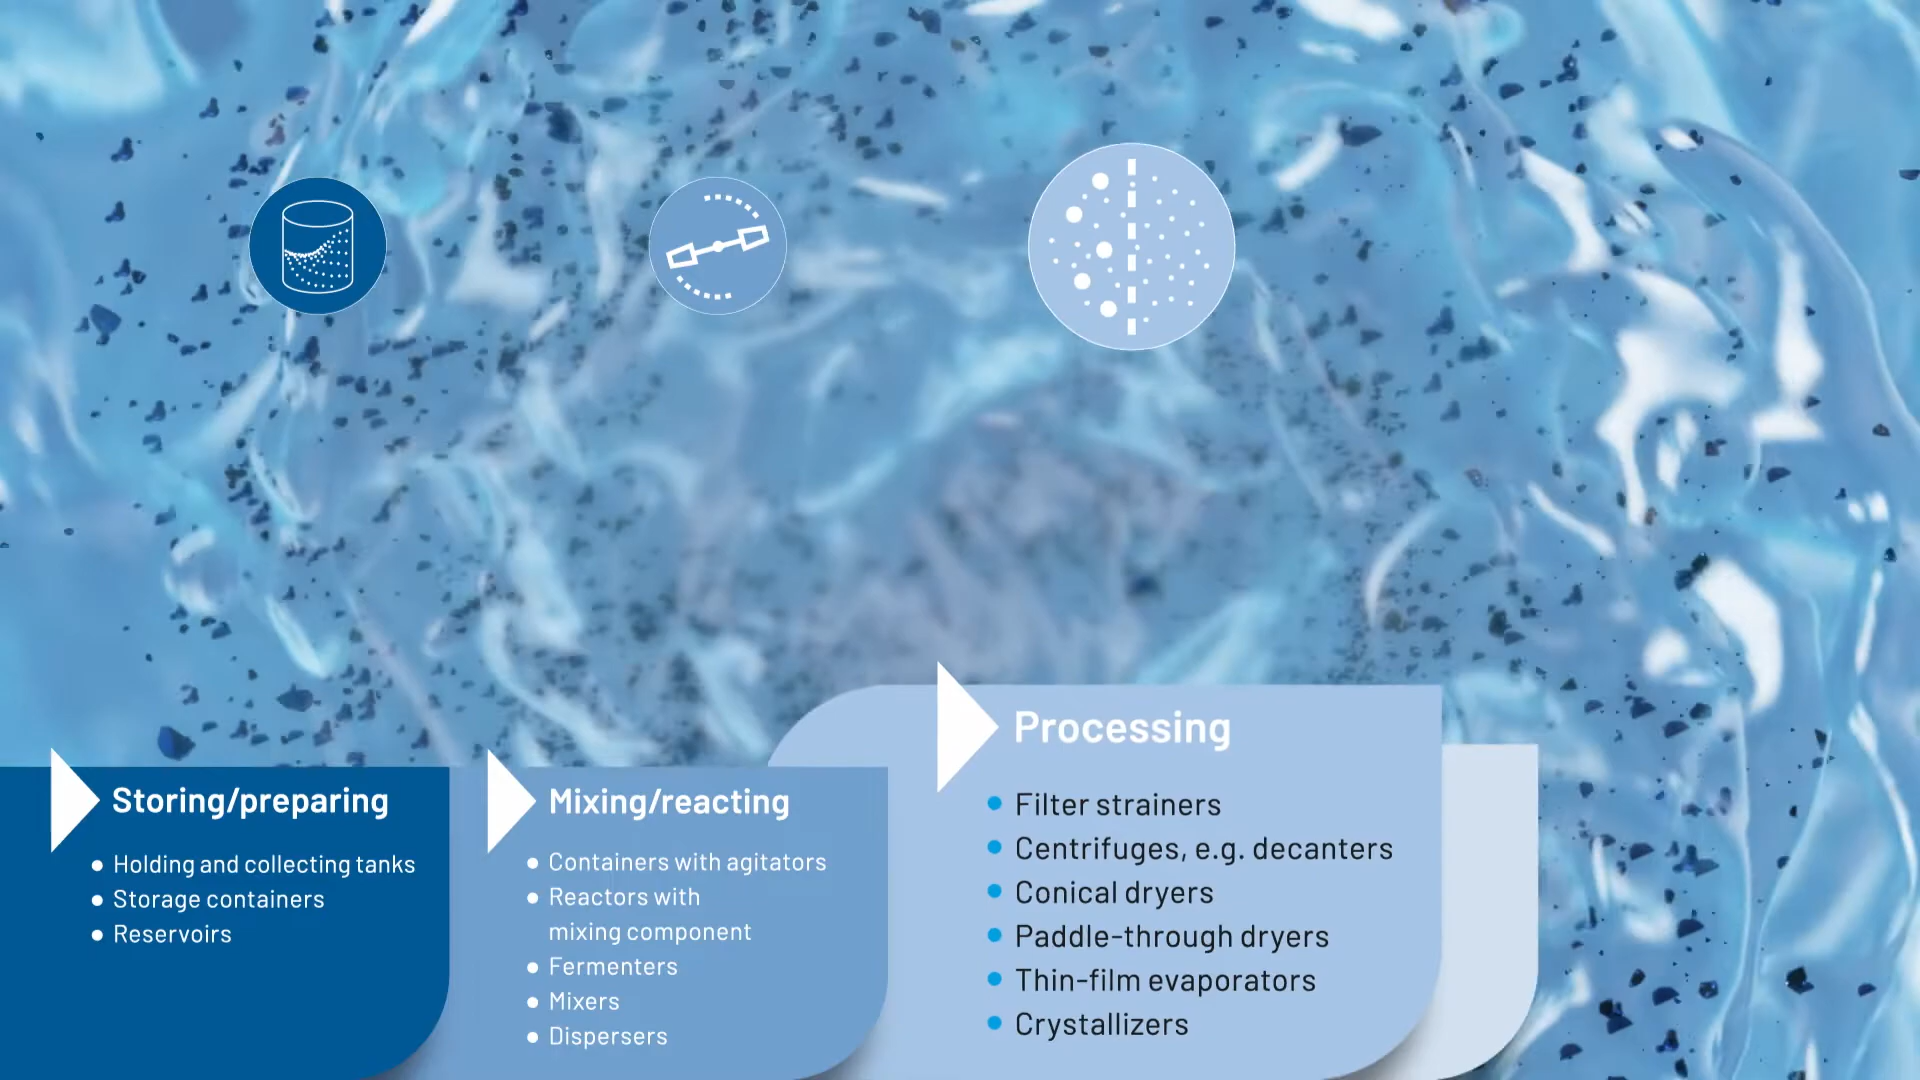 Storing/preparing
Holding and collecting tanks
Storage containers
Reservoirs
Mixing/reacting
Containers with agitators
Reactors with
mixing component
Fermenters
Mixers
Dispersers
Processing
Filter strainers
Centrifuges, e.g. decanters
Conical dryers
Paddle-through dryers
Thin-film evaporators
Crystallizers